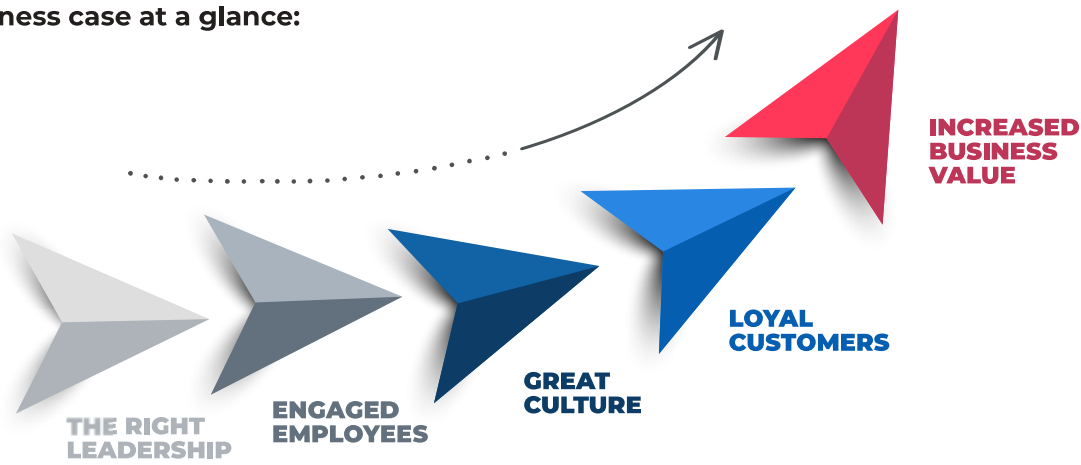 ness case at a glance:
INCREASED
BUSINESS
VALUE
LOYAL
CUSTOMERS
GREAT
CULTURE
ENGAGED
EMPLOYEES
THE RIGHT
LEADERSHIP